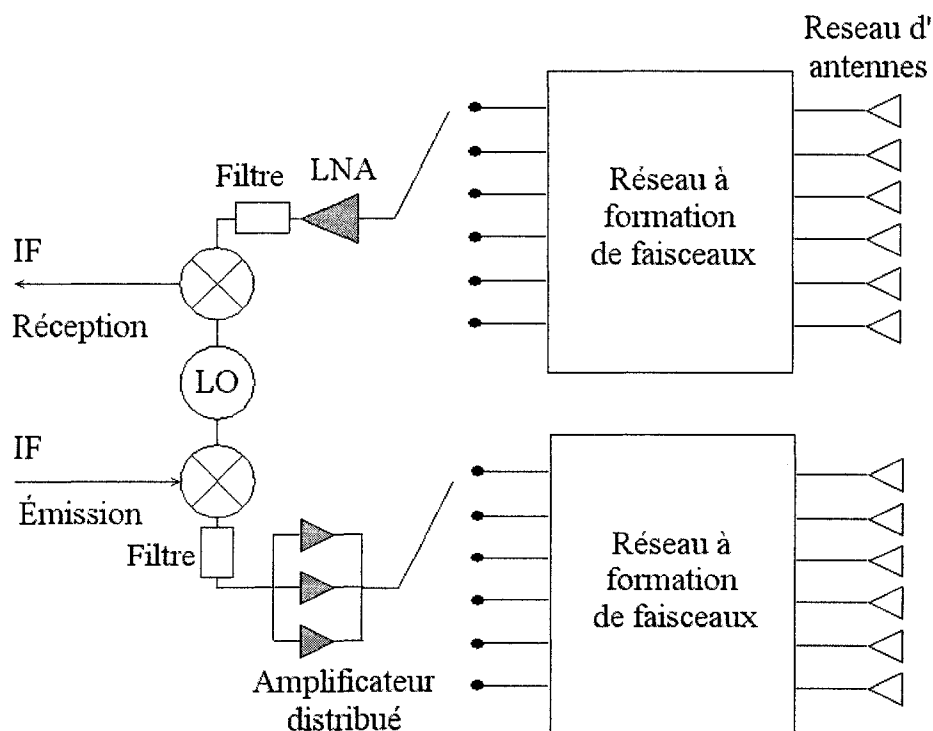 Reseau d'
antennes
Filtre
LNA
Réseau à
formation
de faisceaux
IF
Réception
LO
IF
Émission
Filtre
Réseau à
formation
de faisceaux
Amplificateur
distribué